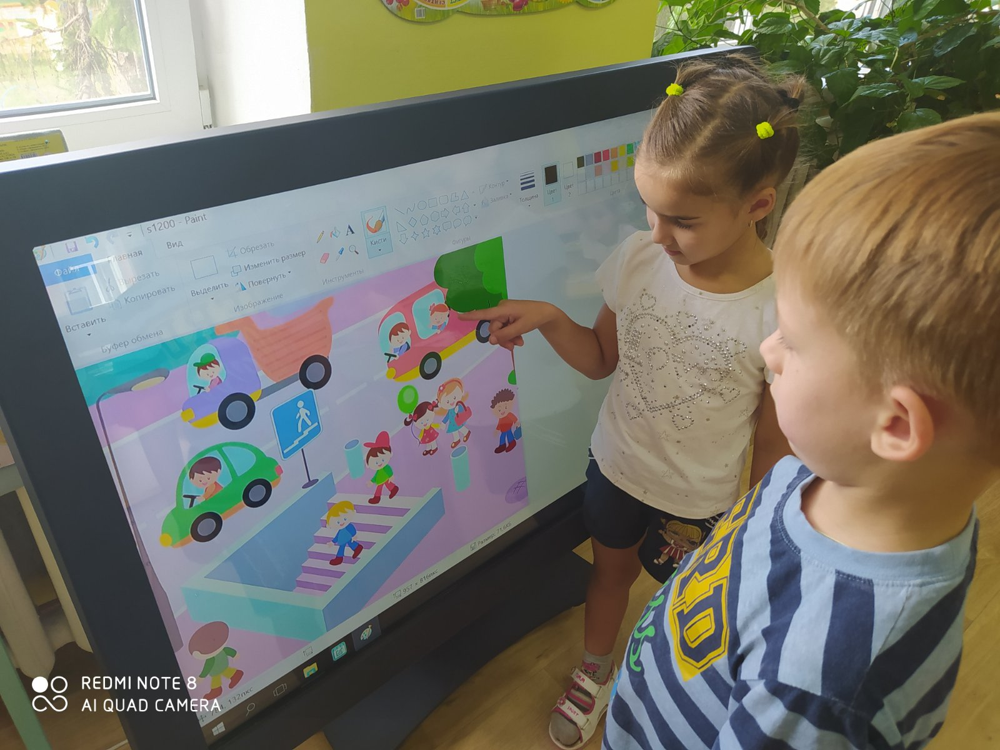 s1200 - Paint
Файл
Главная
Вид
Вставить
Вырезать
Копировать
Буфер обмена
Выделить
Обрезать
Изменить размер
Повернуть
Изображение
A
Инструменты
Кисти
Фигуры
Контур
Заливка
Толщина
Цвет
1
Цвет
2
Цвета
957 × 816пкс
Размер: 71,6КБ
132пкс
SPORT
REDMI NOTE 8
AI QUAD CAMERA